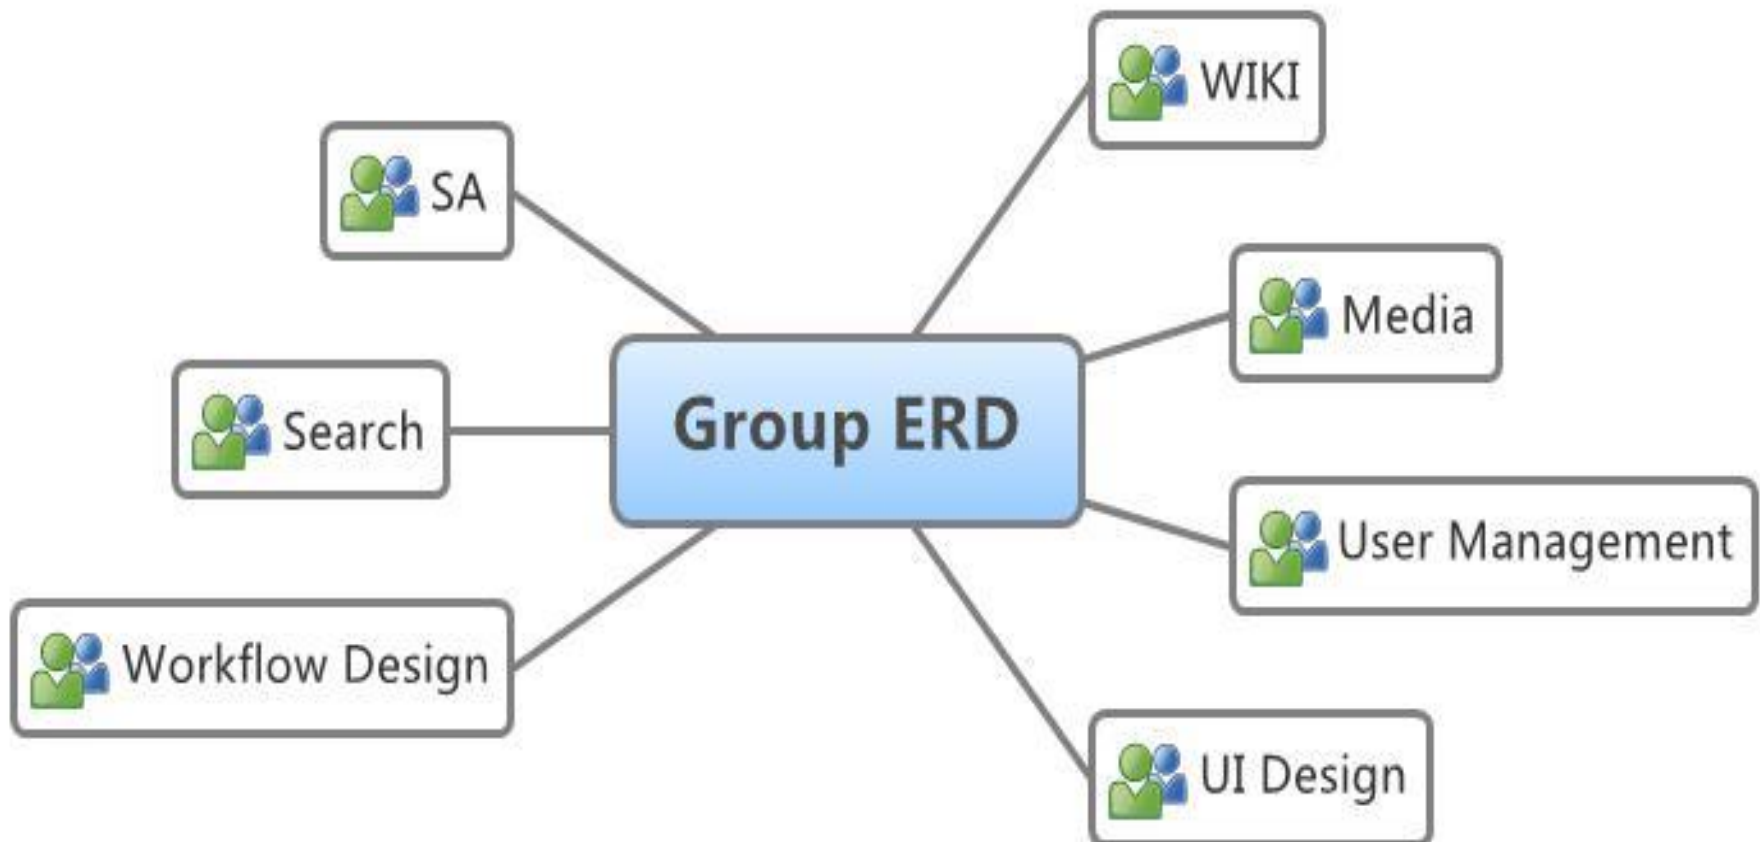 WIKI
SA
Media
Search
Group ERD
User Management
Workflow Design
UI Design